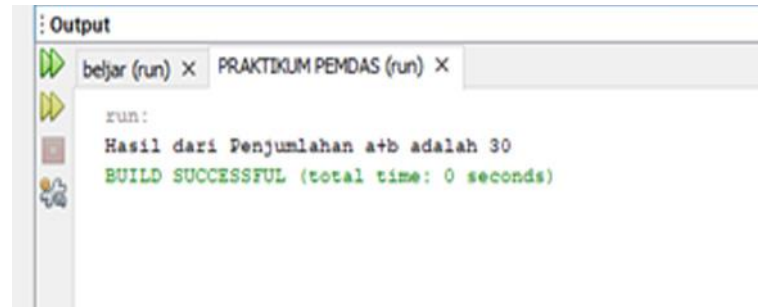 Output
beljar (run) × PRAKTIKUM PEMDAS (run) ×
run:
Hasil dari Penjumlahan a+b adalah 30
BUILD SUCCESSFUL (total time: 0 seconds)